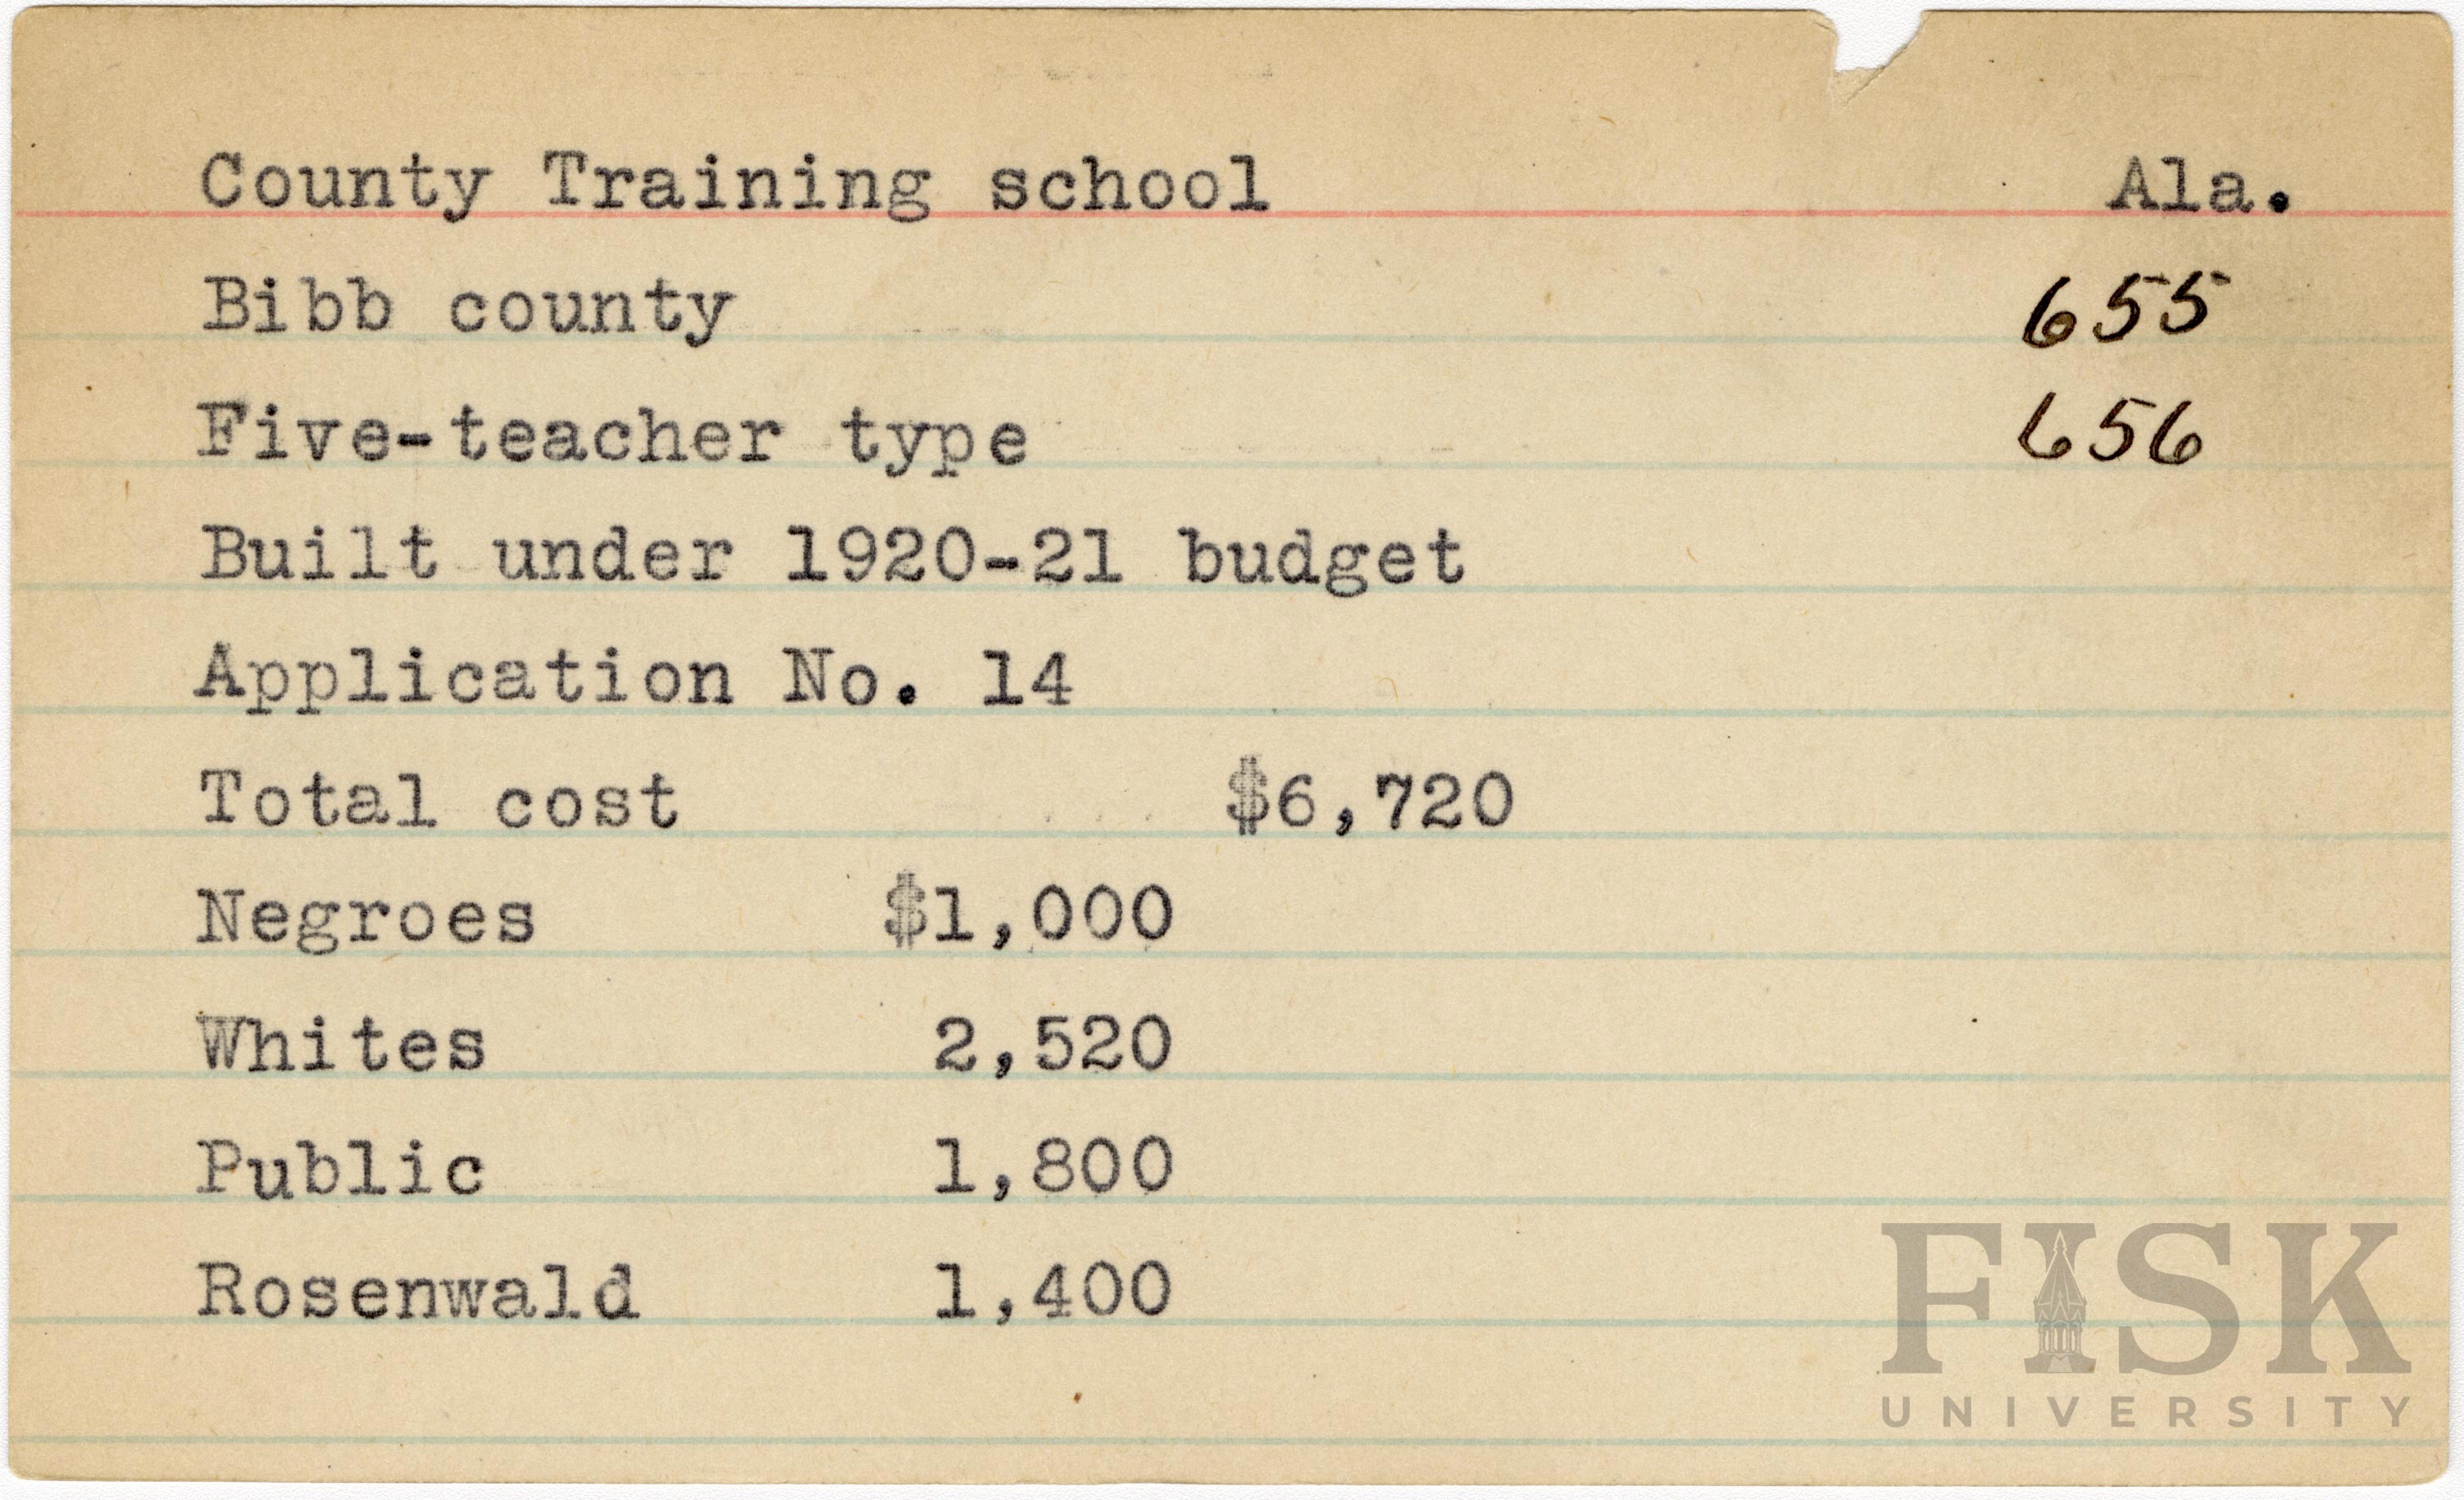 County Training school Ala.
Bibb county 655
Five-teacher type 656
Built under 1920-21 budget
Application No. 14
Total cost $6,720
Negroes $1,000
Whites 2,520
Public 1,800
Rosenwald 1,400
FISK
UNIVERSITY